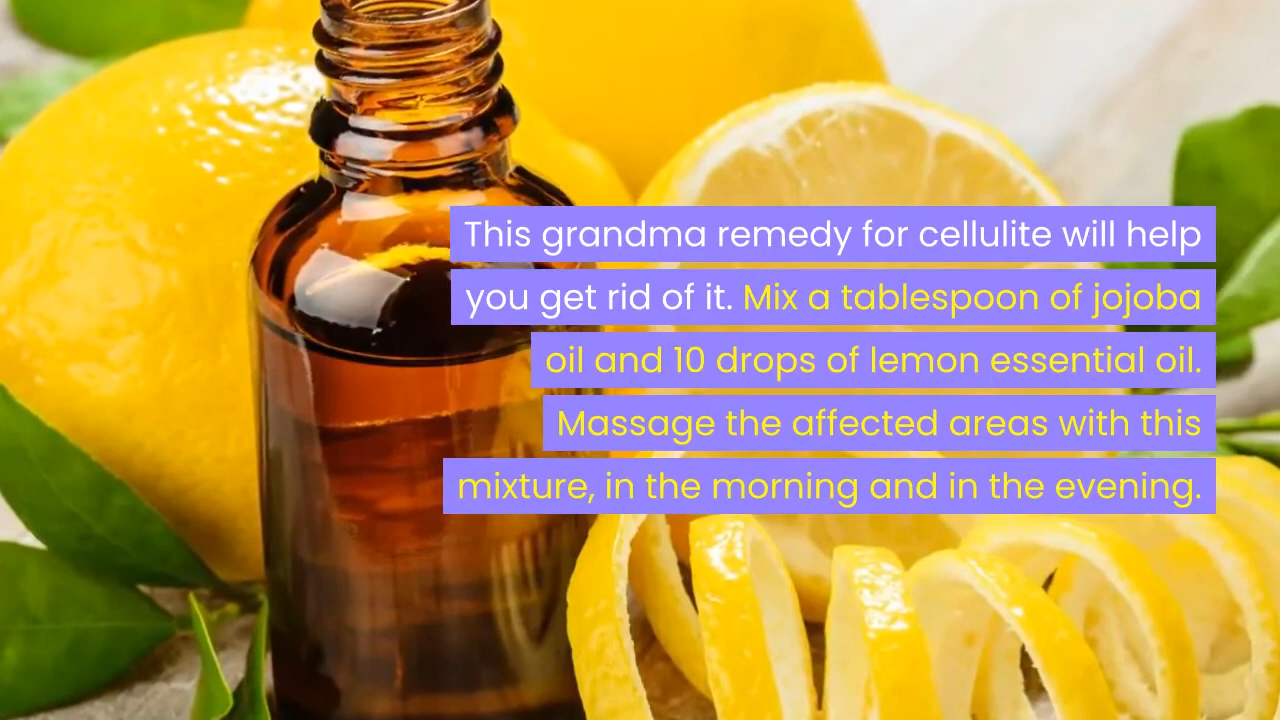 This grandma remedy for cellulite will help
you get rid of it. Mix a tablespoon of jojoba
oil and 10 drops of lemon essential oil.
Massage the affected areas with this
mixture, in the morning and in the evening.